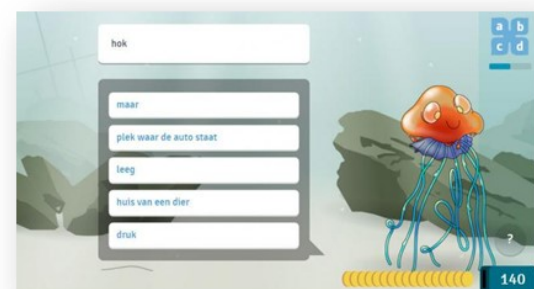 hok
a b
c d
maar
plek waar de auto staat
leeg
huis van een dier
druk
?
140